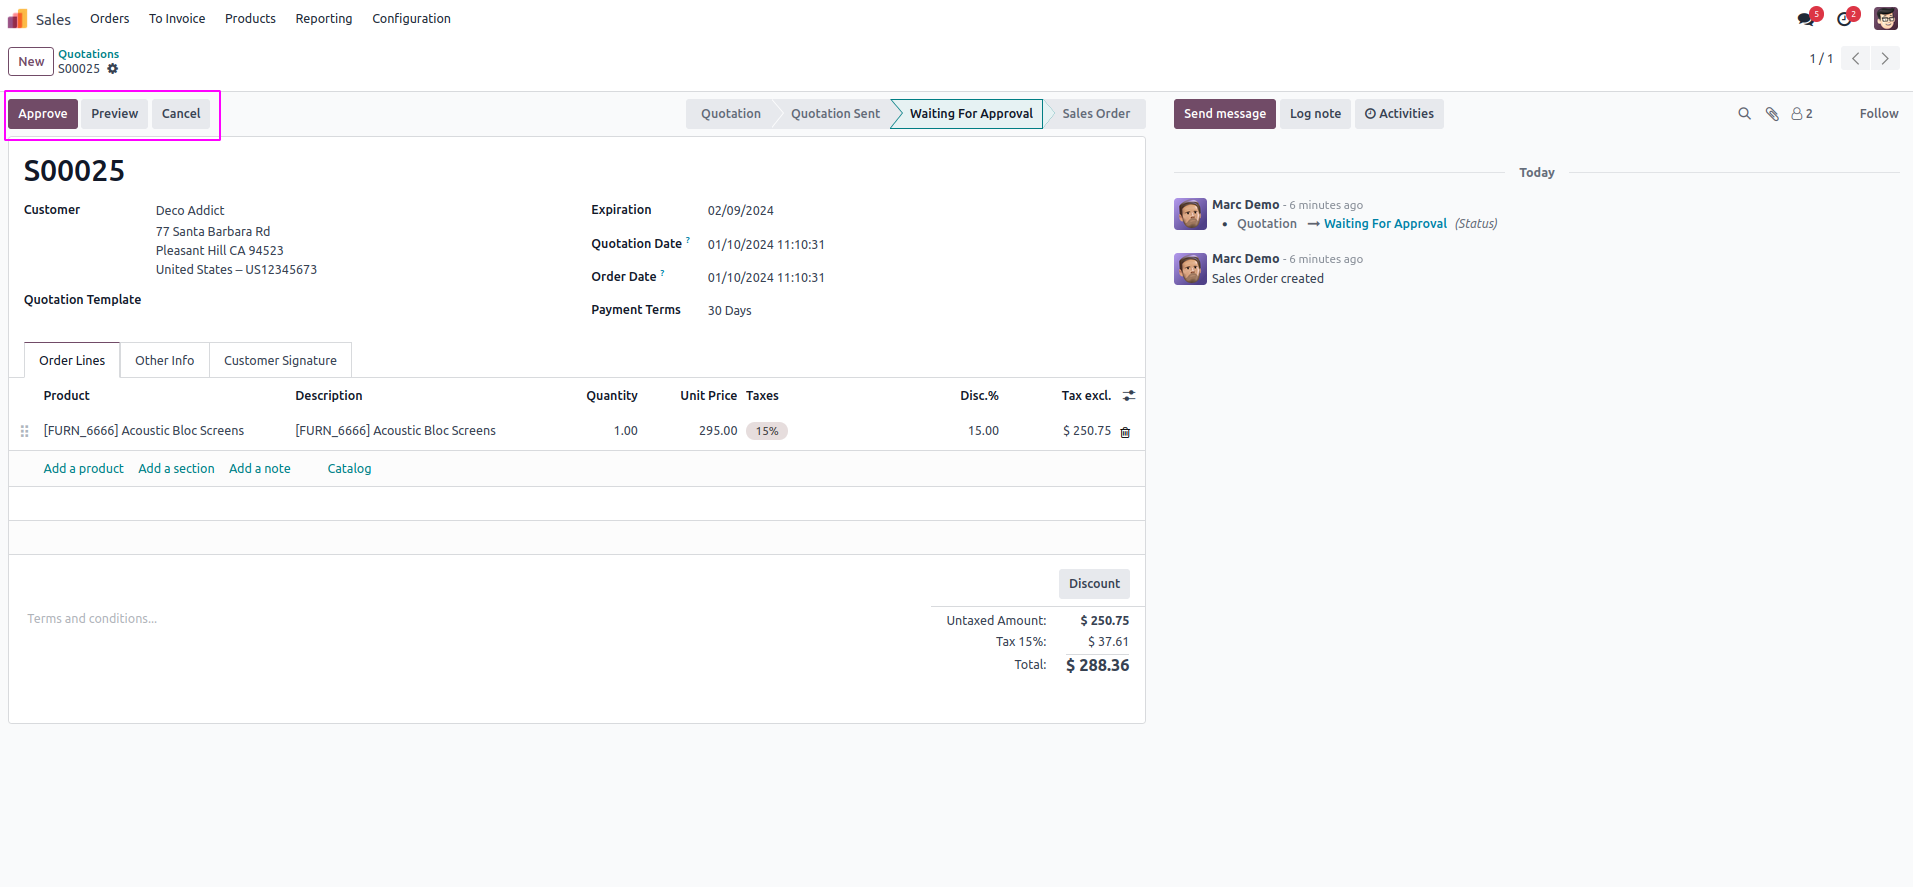 Sales Orders To Invoice Products Reporting Configuration 5 2
New Quotations
S00025 1 / 1
Approve Preview Cancel Quotation Quotation Sent Waiting For Approval Sales Order Send message Log note Activities 2 Follow
S00025
Today
Customer Deco Addict
77 Santa Barbara Rd
Pleasant Hill CA 94523
United States – US12345673
Quotation Template
Expiration 02/09/2024
Quotation Date ? 01/10/2024 11:10:31
Order Date ? 01/10/2024 11:10:31
Payment Terms 30 Days
Marc Demo - 6 minutes ago
• Quotation → Waiting For Approval (Status)
Marc Demo - 6 minutes ago
Sales Order created
Order Lines Other Info Customer Signature
Product Description Quantity Unit Price Taxes Disc.% Tax excl.
[FURN_6666] Acoustic Bloc Screens [FURN_6666] Acoustic Bloc Screens 1.00 295.00 15% 15.00 $ 250.75
Add a product Add a section Add a note Catalog
Discount
Terms and conditions...
Untaxed Amount: $ 250.75
Tax 15%: $ 37.61
Total: $ 288.36